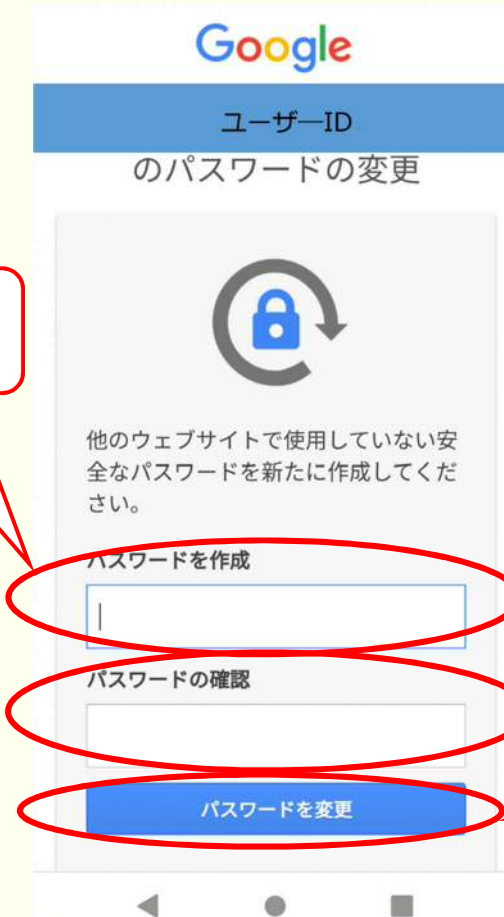 Google
ユーザ―ID
のパスワードの変更
他のウェブサイトで使用していない安
全なパスワードを新たに作成してくだ
さい。
パスワードを作成
パスワードの確認
パスワードを変更